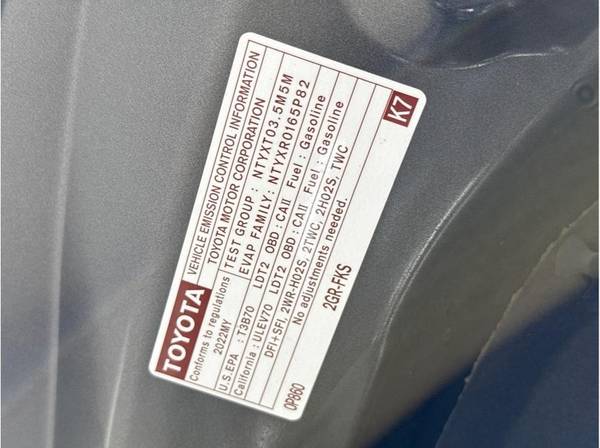 TOYOTA
VEHICLE EMISSION CONTROL INFORMATION
TOYOTA MOTOR CORPORATION
Conforms to regulations
2022MY
TEST GROUP: NTYXT03.5M5M
EVAP FAMILY: NTYXR0165P82
U.S.EPA : T3B70 LDT2 OBD : CAII Fuel : Gasoline
California : ULEV70 LDT2 OBD : CAII Fuel : Gasoline
DFI+SFI, 2WR-HO2S, 2TWC, 2HO2S, TWC
No adjustments needed.
0P860
2GR-FKS
K7